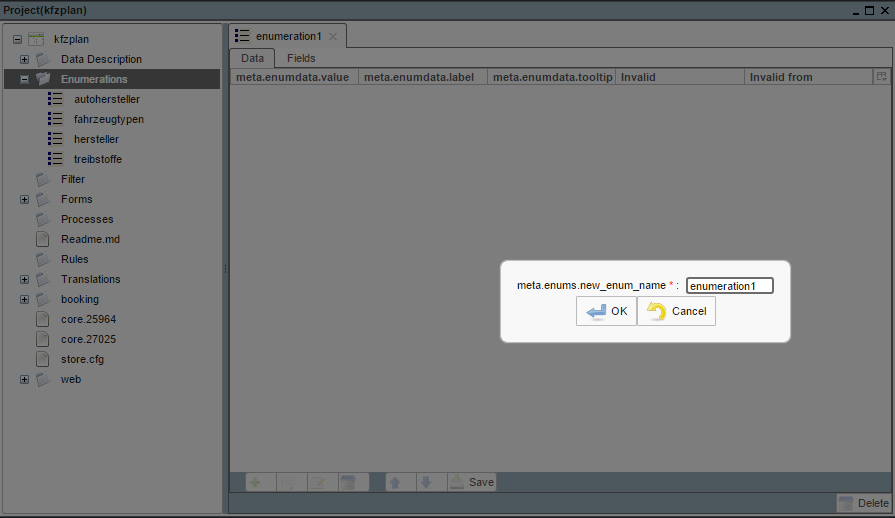 Project(kfzplan)
kfzplan
Data Description
Enumerations
autohersteller
fahrzeugtypen
hersteller
treibstoffe
Filter
Forms
Processes
Readme.md
Rules
Translations
booking
core.25964
core.27025
store.cfg
web
enumeration1
Data Fields
meta.enumdata.value meta.enumdata.label meta.enumdata.tooltip Invalid Invalid from
meta.enums.new_enum_name * : enumeration1
OK Cancel
Save
Delete